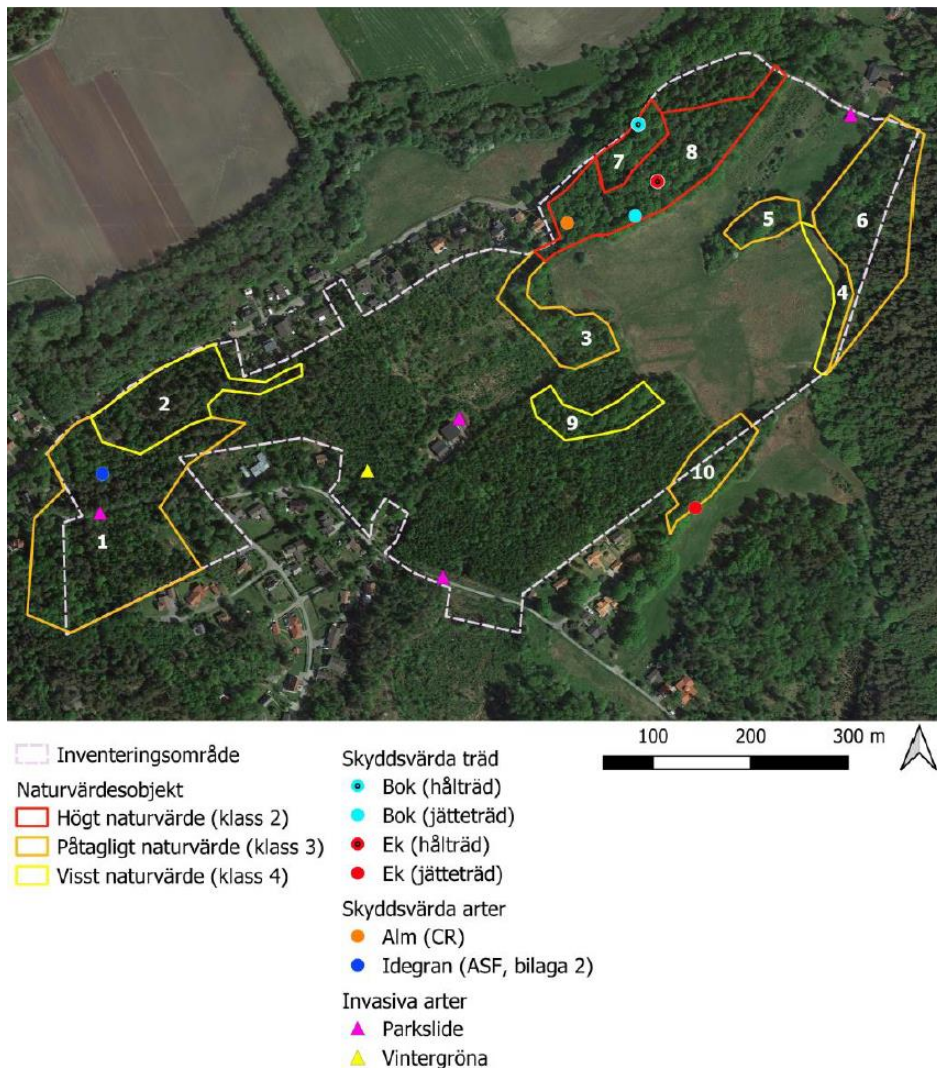 7
8
5
6
4
3
2
9
10
1
100 200 300 m
Inventeringsområde
Naturvärdesobjekt
Högt naturvärde (klass 2)
Påtagligt naturvärde (klass 3)
Visst naturvärde (klass 4)
Skyddsvärda träd
Bok (hålträd)
Bok (jätteträd)
Ek (hålträd)
Ek (jätteträd)
Skyddsvärda arter
Alm (CR)
Idegran (ASF, bilaga 2)
Invasiva arter
Parkslide
Vintergröna